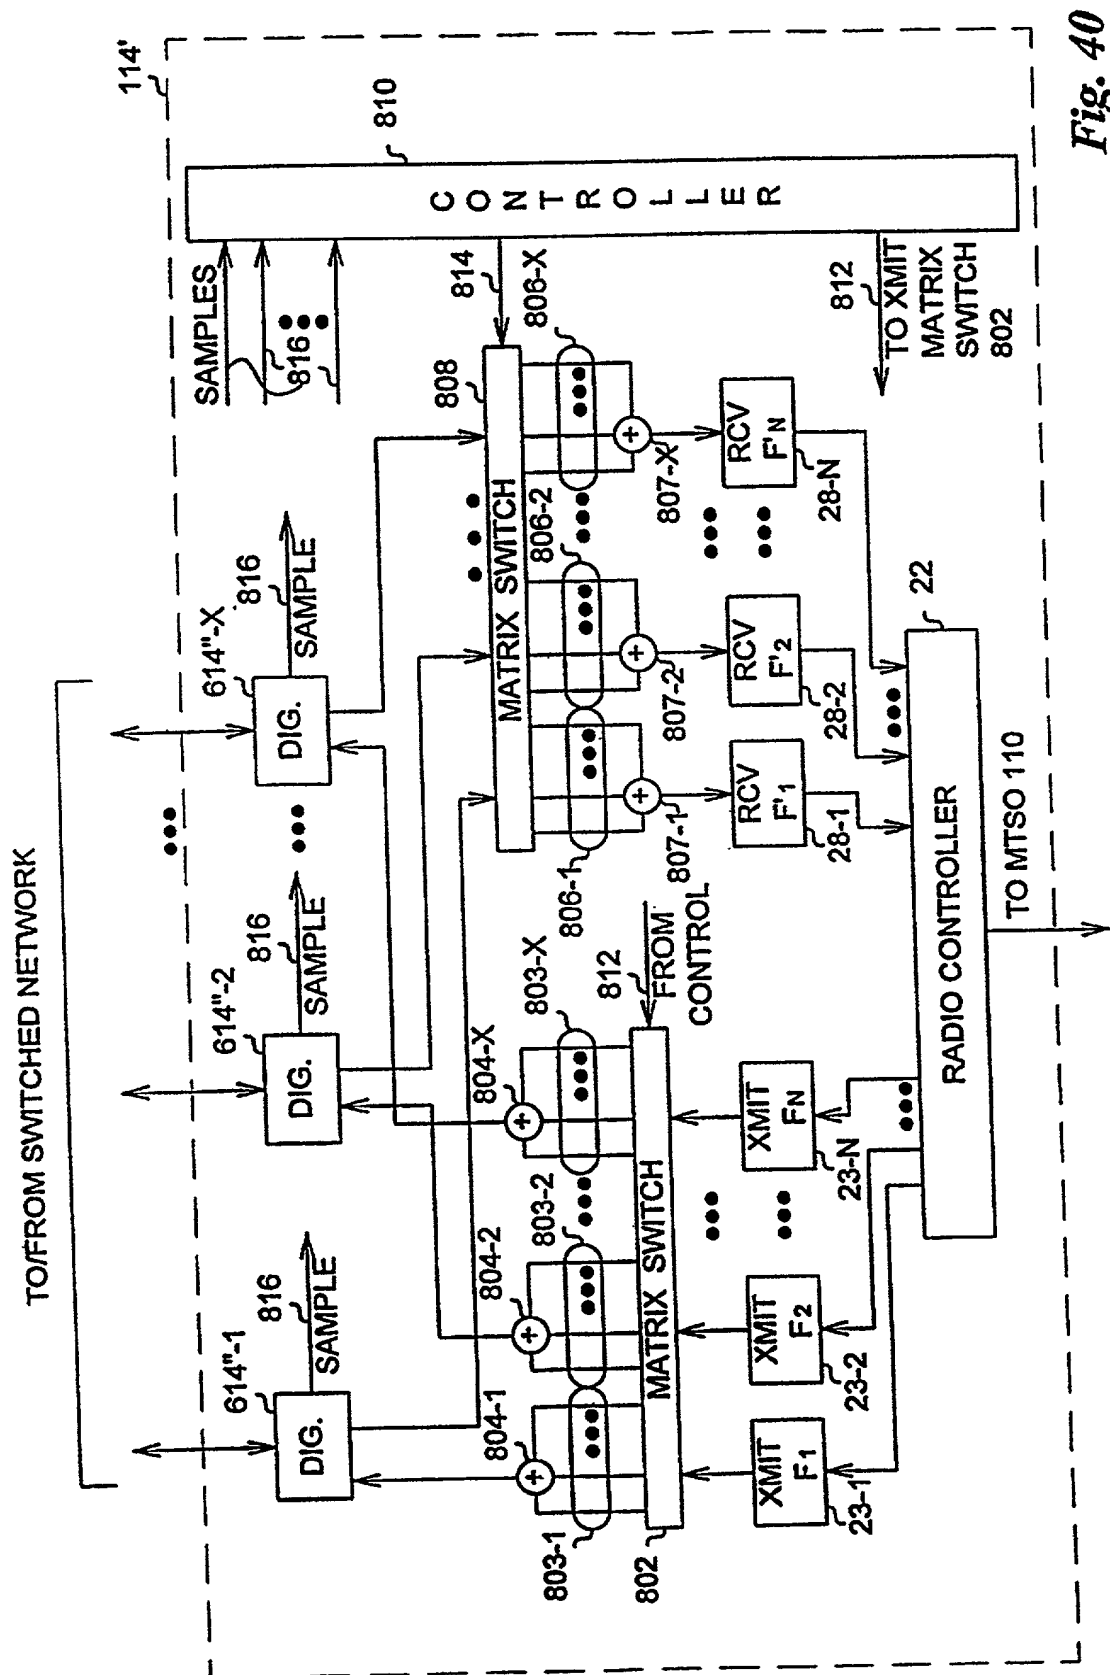 TO/FROM SWITCHED NETWORK
114'
614"-1
614"-2
614"-X
DIG.
DIG.
DIG.
816
SAMPLE
816
SAMPLE
816
SAMPLE
SAMPLES
816
810
CONTROLLER
804-1
804-2
804-X
803-1
803-2
803-X
802
MATRIX SWITCH
812
FROM
CONTROL
808
MATRIX SWITCH
814
806-1
806-2
806-X
807-1
807-2
807-X
812
TO XMIT
MATRIX
SWITCH
802
XMIT
F1
23-1
XMIT
F2
23-2
XMIT
FN
23-N
RCV
F'1
28-1
RCV
F'2
28-2
RCV
F'N
28-N
22
RADIO CONTROLLER
TO MTSO 110
Fig. 40